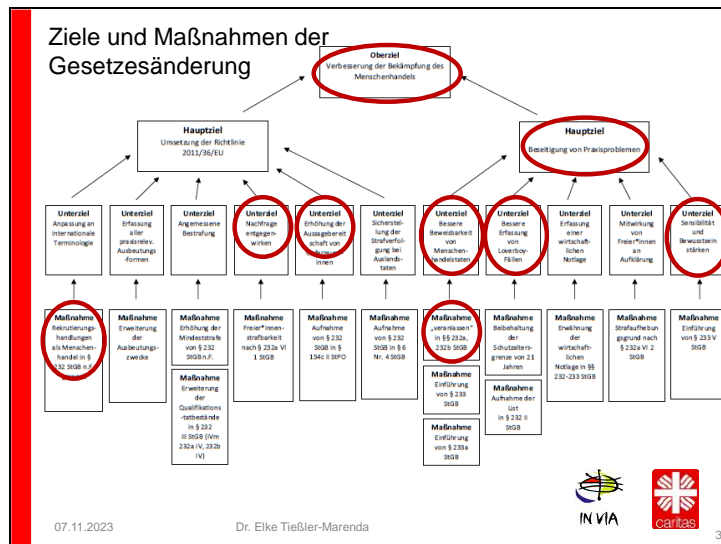 Ziele und Maßnahmen der
Gesetzesänderung
Oberziel
Verbesserung der Bekämpfung des
Menschenhandels
Hauptziel
Umsetzung der Richtlinie
2011/36/EU
Hauptziel
Beseitigung von Praxisproblemen
Unterziel
Anpassung an
internationale
Terminologie
Unterziel
Erfassung
aller
praxisrelev.
Ausbeutungs
-formen
Unterziel
Angemessene
Bestrafung
Unterziel
Nachfrage
entgegen-
wirken
Unterziel
Erhöhung der
Aussagebereit
schaft von
innen
Unterziel
Sicherstel-
lung der
Strafverfol-
gung bei
Auslands-
taten
Unterziel
Bessere
Beweisbarkeit
von
Menschen-
handelstaten
Unterziel
Bessere
Erfassung
von
Loverboy-
Fällen
Unterziel
Erfassung
einer
wirtschaft-
lichen
Notlage
Unterziel
Mitwirkung
von
Freier*innen
an
Aufklärung
Unterziel
Sensibilität
und
Bewusstsein
stärken
Maßnahme
Rekrutierungs-
handlungen
als Menschen-
handel in §
232 StGB n.F.
Maßnahme
Erweiterung
der
Ausbeutungs-
zwecke
Maßnahme
Erhöhung der
Mindeststrafe
von § 232
StGB n.F.
Maßnahme
Erweiterung
der
Qualifikations
-tatbestände
in § 232
III StGB (iVm
232a IV, 232b
IV)
Maßnahme
Freier*innen-
strafbarkeit
nach § 232a VI
1 StGB
Maßnahme
Aufnahme
von § 232
StGB in §
154c II StPO
Maßnahme
Aufnahme
von § 232
StGB in § 6
Nr. 4 StGB
Maßnahme
„veranlassen"
in §§ 232a,
232b StGB
Maßnahme
Einführung
von § 233
StGB
Maßnahme
Einführung
von § 233a
StGB
Maßnahme
Beibehaltung
der
Schutzalters-
grenze von 21
Jahren
Maßnahme
Aufnahme der
List
in § 232 II
StGB
Maßnahme
Erwähnung
der
wirtschaft-
lichen
Notlage in §§
232-233 StGB
Maßnahme
Strafaufhebun
gsgrund nach
§ 232a VI 2
StGB
Maßnahme
Einführung
von § 233 V
StGB
IN VIA
caritas
07.11.2023
Dr. Elke Tießler-Marenda
3